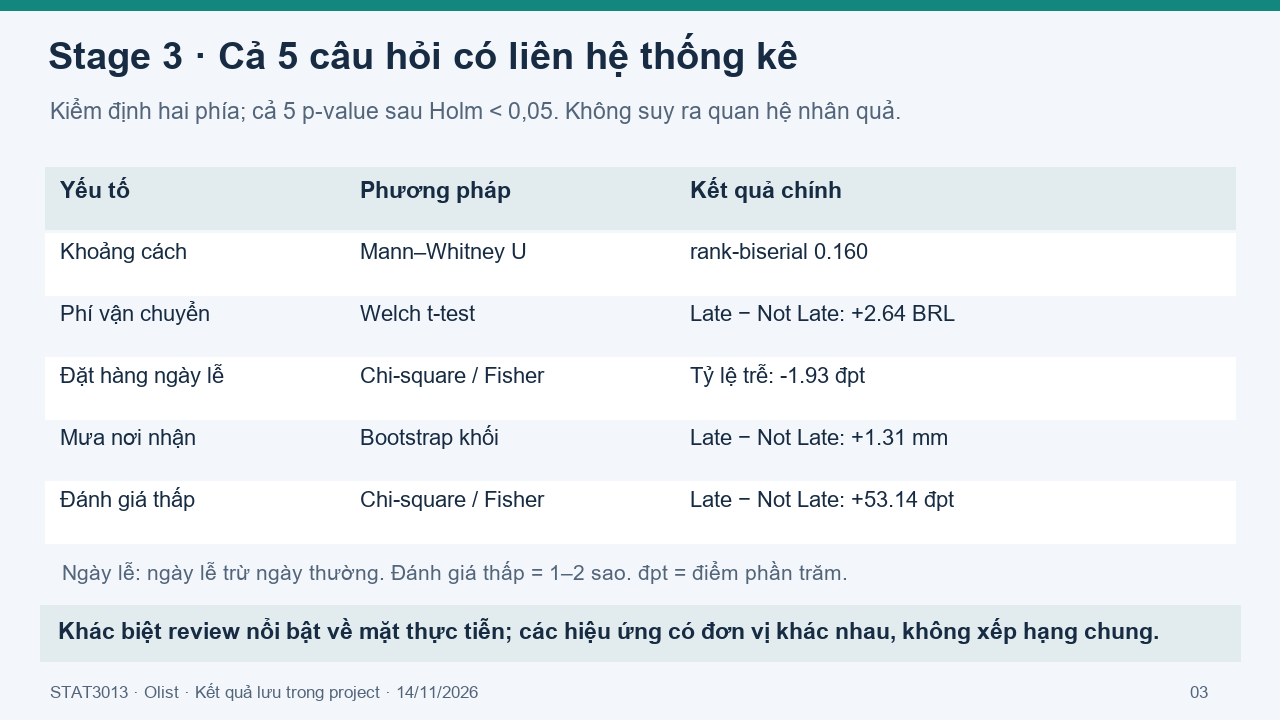 Stage 3 · Cả 5 câu hỏi có liên hệ thống kê
Kiểm định hai phía; cả 5 p-value sau Holm < 0,05. Không suy ra quan hệ nhân quả.
Yếu tố Phương pháp Kết quả chính
Khoảng cách Mann–Whitney U rank-biserial 0.160
Phí vận chuyển Welch t-test Late − Not Late: +2.64 BRL
Đặt hàng ngày lễ Chi-square / Fisher Tỷ lệ trễ: -1.93 đpt
Mưa nơi nhận Bootstrap khối Late − Not Late: +1.31 mm
Đánh giá thấp Chi-square / Fisher Late − Not Late: +53.14 đpt
Ngày lễ: ngày lễ trừ ngày thường. Đánh giá thấp = 1–2 sao. đpt = điểm phần trăm.
Khác biệt review nổi bật về mặt thực tiễn; các hiệu ứng có đơn vị khác nhau, không xếp hạng chung.
STAT3013 · Olist · Kết quả lưu trong project · 14/11/2026 03